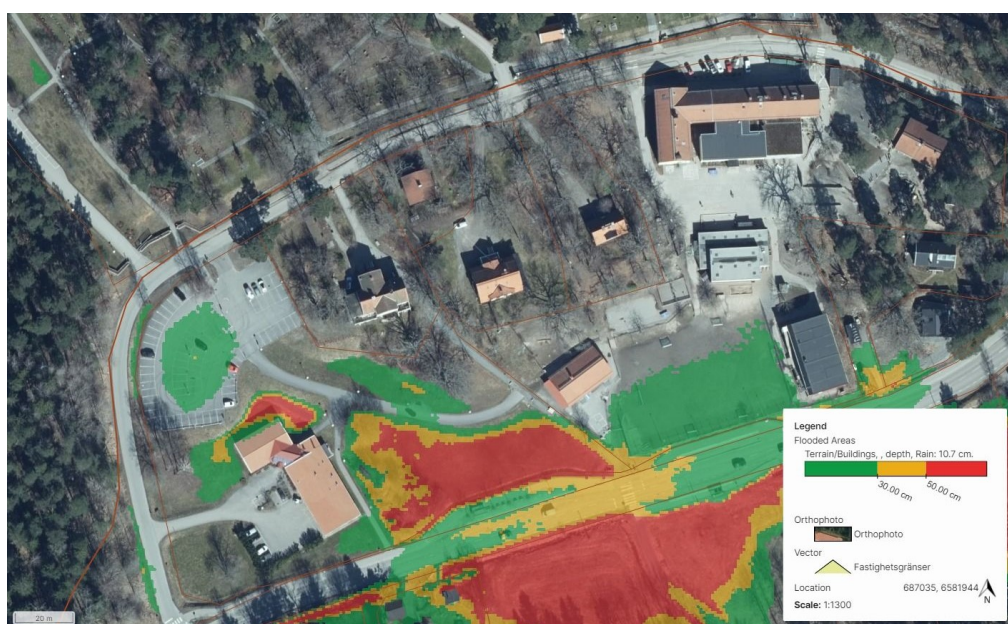 Legend
Flooded Areas
Terrain/Buildings, , depth, Rain: 10.7 cm.
30.00 cm
50.00 cm
Orthophoto
Orthophoto
Vector
Fastighetsgränser
Location 687035, 6581944
Scale: 1:1300
N
20 m